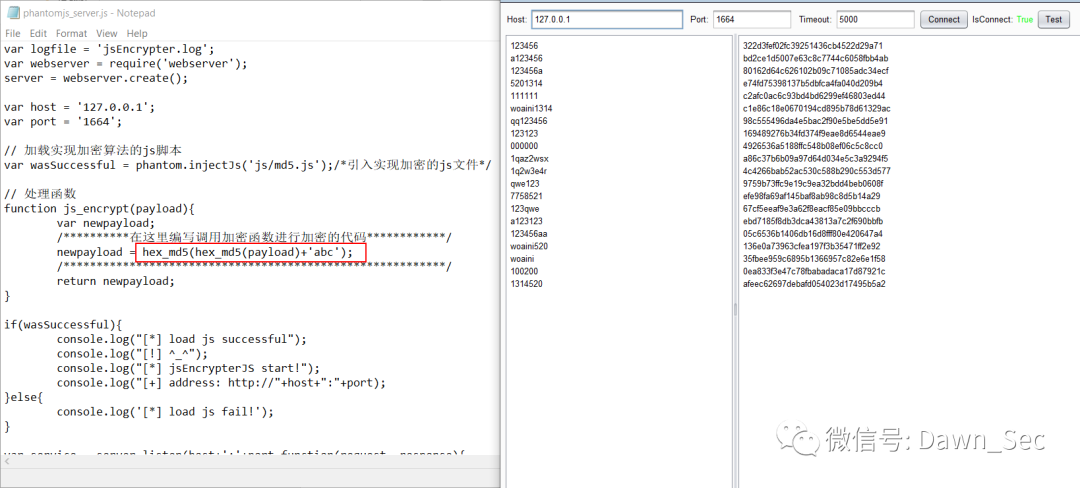 phantomjs_server.js - Notepad
File Edit Format View Help
var logfile = 'jsEncrypter.log';
var webserver = require('webserver');
server = webserver.create();
var host = '127.0.0.1';
var port = '1664';
// 加载实现加密算法的js脚本
var wasSuccessful = phantom.injectJs('js/md5.js');/*引入实现加密的js文件*/
// 处理函数
function js_encrypt(payload){
var newpayload;
/**********在这里编写调用加密函数进行加密的代码************/
newpayload = hex_md5(hex_md5(payload)+'abc');
/**********************************************************/
return newpayload;
}
if(wasSuccessful){
console.log("[*] load js successful");
console.log("[!] ^_^");
console.log("[*] jsEncrypterJS start!");
console.log("[+] address: http://"+host+":"+port);
}else{
console.log('[*] load js fail!');
}
Host: 127.0.0.1 Port: 1664 Timeout: 5000 Connect IsConnect: True Test
123456
a123456
123456a
5201314
111111
woaini1314
qq123456
123123
000000
1qaz2wsx
1q2w3e4r
qwe123
7758521
123qwe
a123123
123456aa
woaini520
woaini
100200
1314520
322d3fef02fc39251436cb4522d29a71
bd2ce1d5007e63c8c7744c6058fbb4ab
80162d64c626102b09c71085adc34ecf
e74fd75398137b5dbfca4fa040d209b4
c2afc0ac6c93bd4bd6299ef46803ed44
c1e86c18e0670194cd895b78d61329ac
98c555496da4e5bac2f90e5be5dd5e91
169489276b34fd374f9eae8d6544eae9
4926536a5188ffc548b08ef06c5c8cc0
a86c37b6b09a97d64d034e5c3a9294f5
4c4266bab52ac530c588b290c553d577
9759b73ffc9e19c9ea32bdd4beb0608f
efe98fa69af145baf8ab98c8d5b14a29
67cf5eeaf9e3a62f8eacf85e09bbcccb
ebd7185f8db3dca43813a7c2f690bbfb
05c6536b1406db16d8fff80e420647a4
136e0a73963cfea197f3b35471ff2e92
35fbee959c6895b1366957c82e6e1f58
0ea833f3e47c78fbabadaca17d87921c
afeec62697debafd054023d17495b5a2
微信号: Dawn_Sec